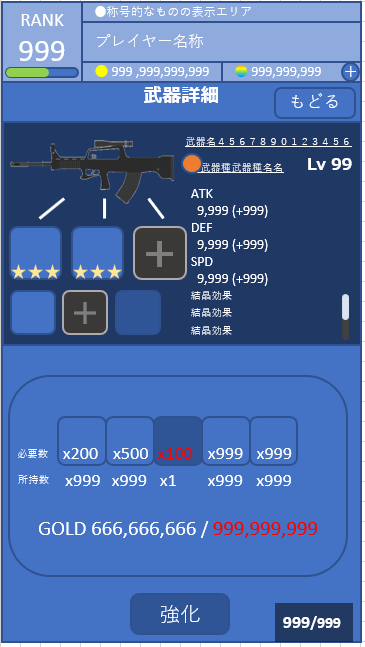 RANK
999
●称号的なものの表示エリア
プレイヤー名称
999 ,999,999,999
999,999,999
+
武器詳細
もどる
武器名４５６７８９０１２３４５６
武器種武器種名名
Lv 99
ATK
9,999 (+999)
DEF
9,999 (+999)
SPD
9,999 (+999)
結晶効果
結晶効果
結晶効果
★★★
★★★
+
+
必要数
x200 x500 x100 x999 x999
所持数
x999 x999 x1 x999 x999
GOLD 666,666,666 / 999,999,999
強化
999/999